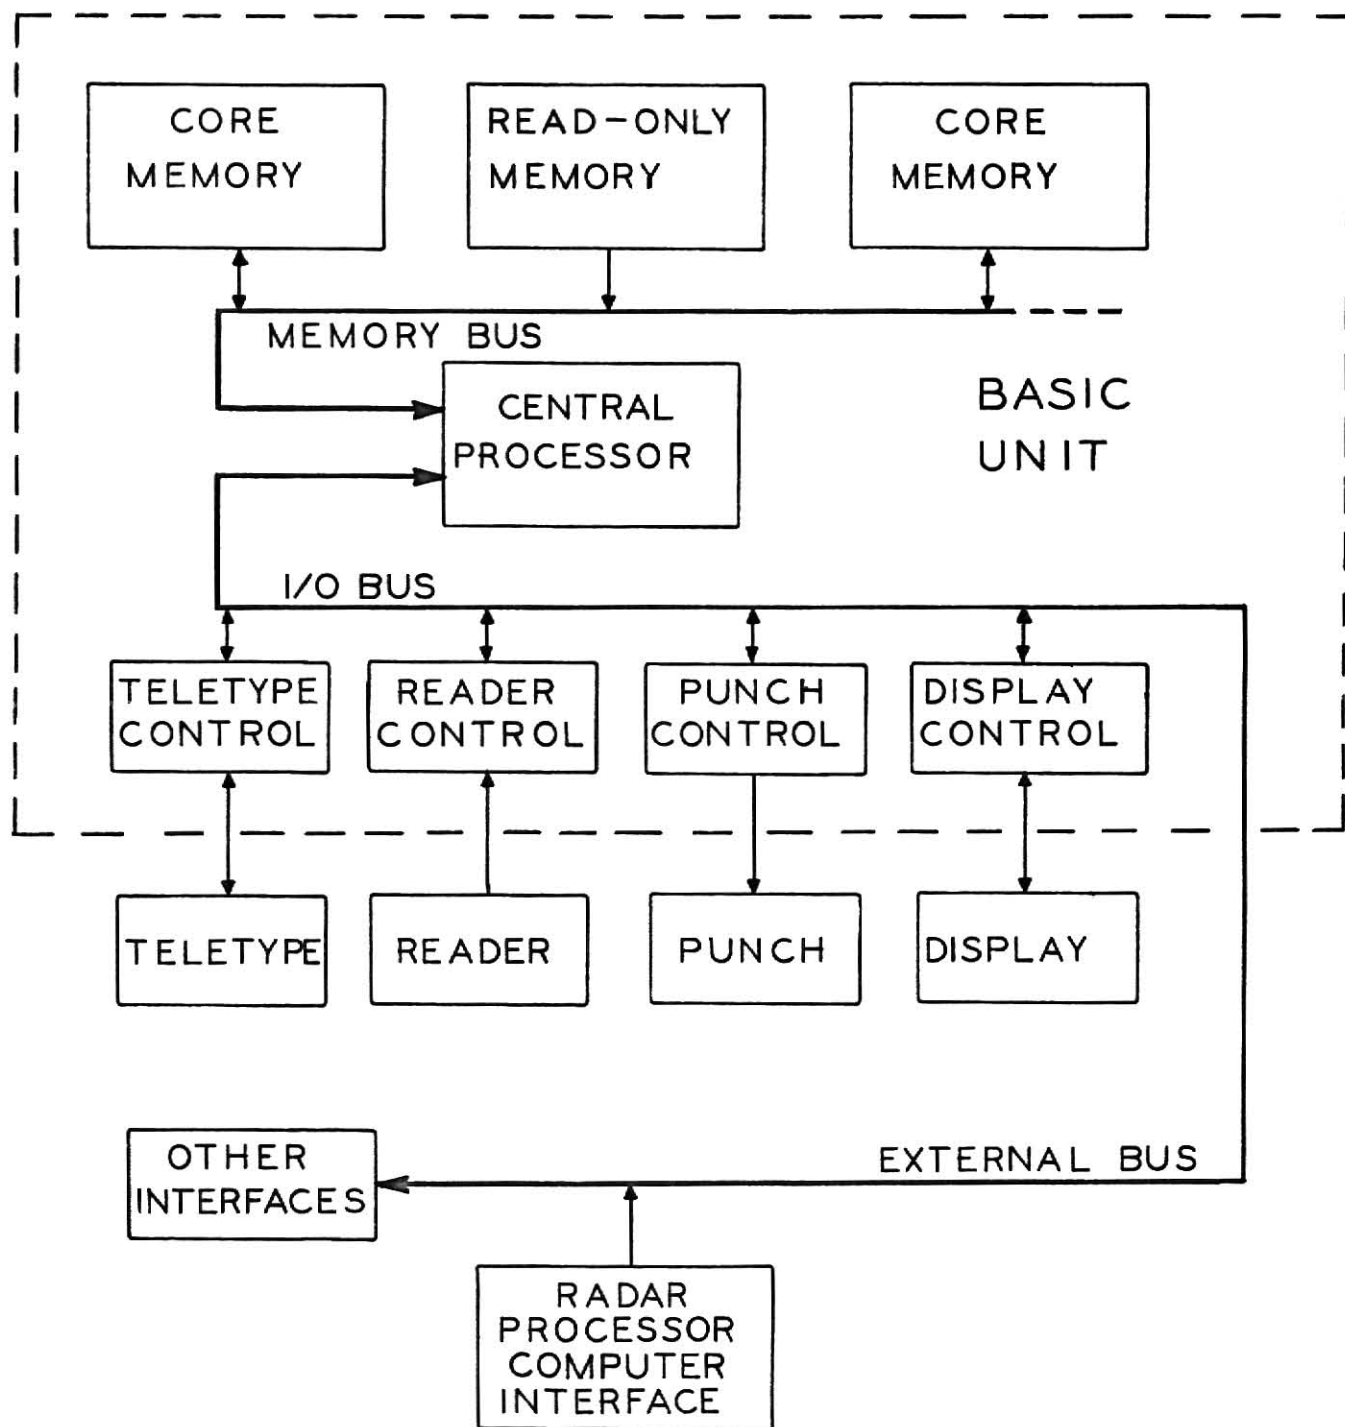 CORE
MEMORY
READ-ONLY
MEMORY
CORE
MEMORY
MEMORY BUS
CENTRAL
PROCESSOR
BASIC
UNIT
I/O BUS
TELETYPE
CONTROL
READER
CONTROL
PUNCH
CONTROL
DISPLAY
CONTROL
TELETYPE
READER
PUNCH
DISPLAY
OTHER
INTERFACES
EXTERNAL BUS
RADAR
PROCESSOR
COMPUTER
INTERFACE